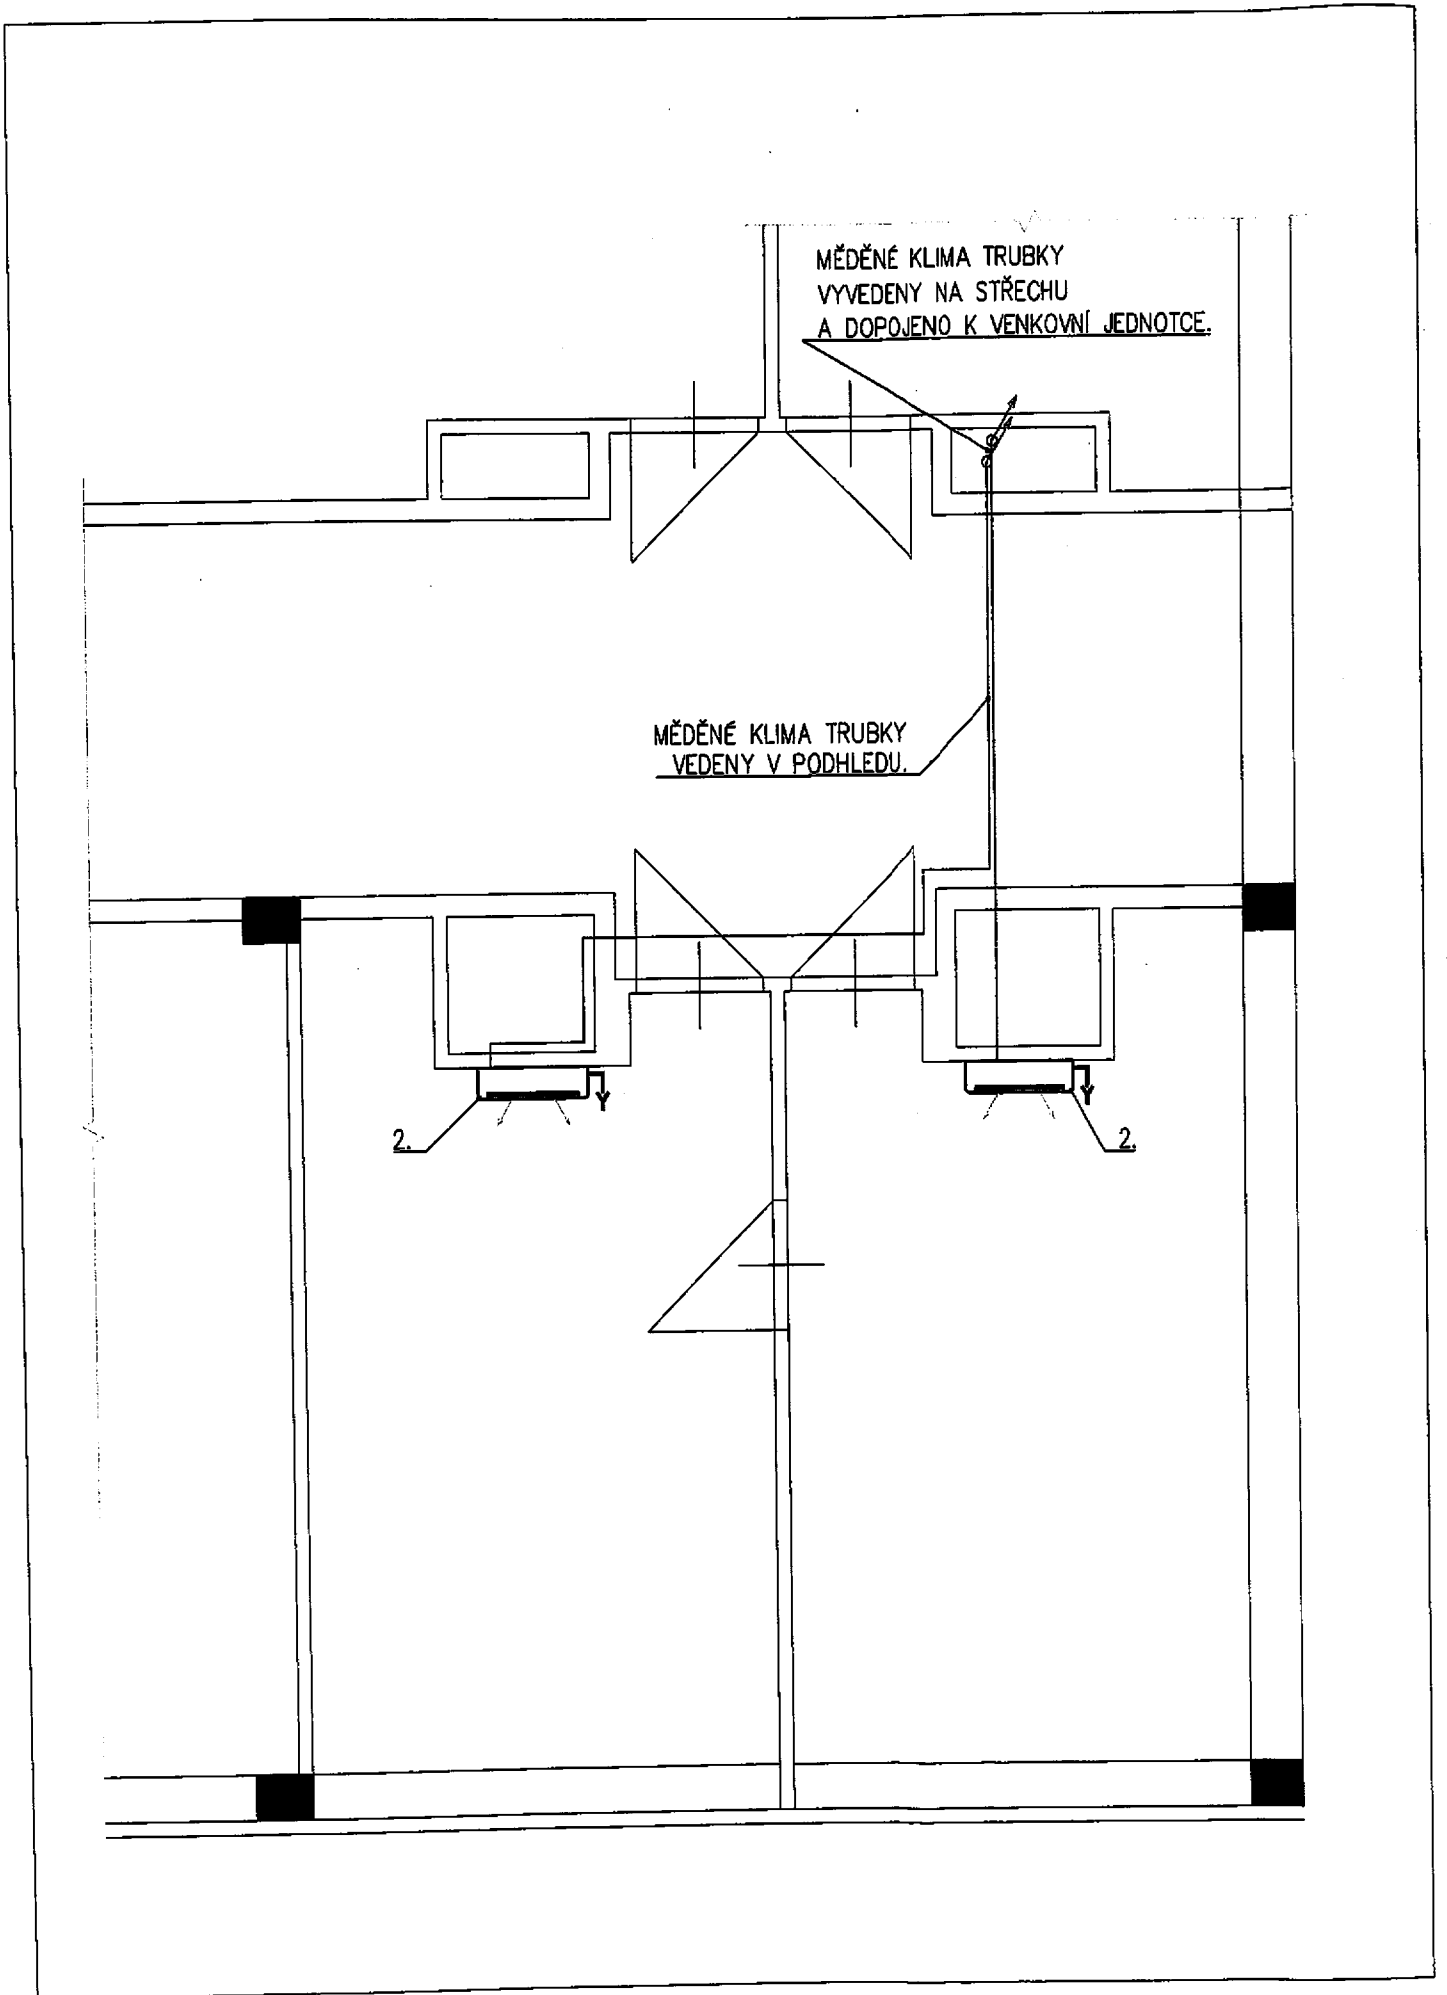 MĚDĚNÉ KLIMA TRUBKY
VYVEDENY NA STŘECHU
A DOPOJENO K VENKOVNÍ JEDNOTCE.
MĚDĚNÉ KLIMA TRUBKY
VEDENY V PODHLEDU.
2.
2.